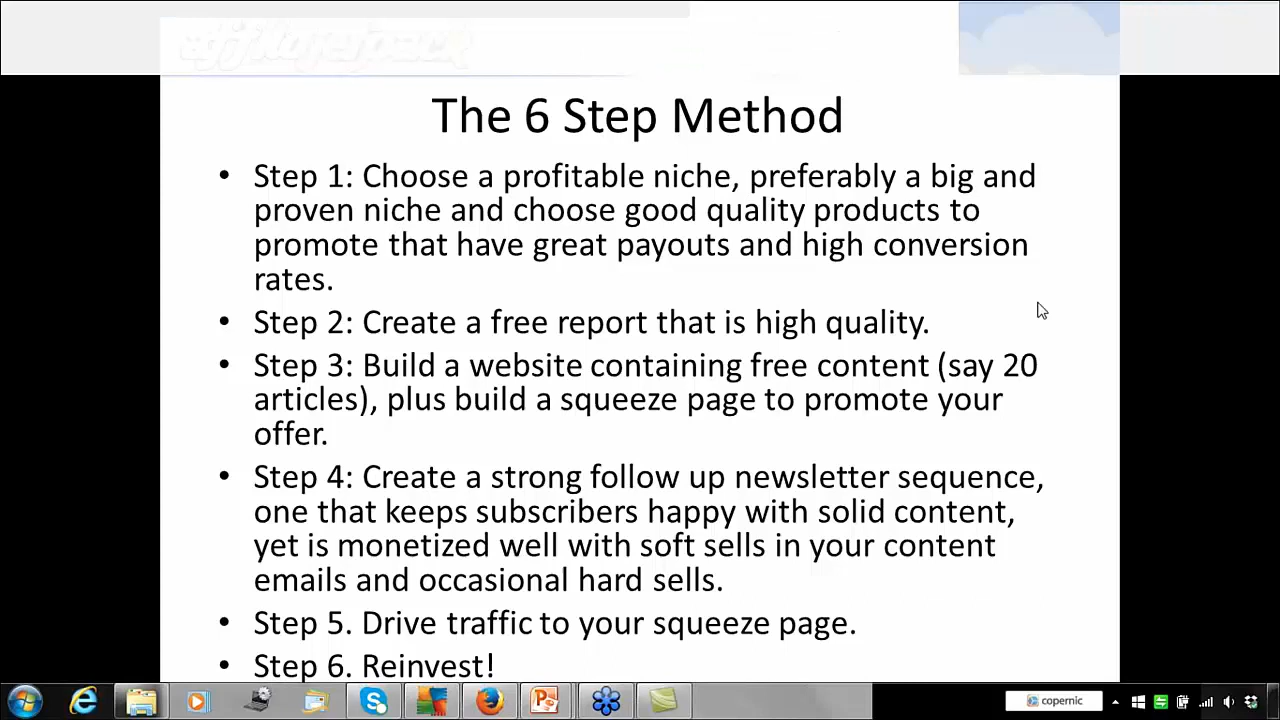 The 6 Step Method
• Step 1: Choose a profitable niche, preferably a big and
proven niche and choose good quality products to
promote that have great payouts and high conversion
rates.
• Step 2: Create a free report that is high quality.
• Step 3: Build a website containing free content (say 20
articles), plus build a squeeze page to promote your
offer.
• Step 4: Create a strong follow up newsletter sequence,
one that keeps subscribers happy with solid content,
yet is monetized well with soft sells in your content
emails and occasional hard sells.
• Step 5. Drive traffic to your squeeze page.
• Step 6. Reinvest!
copernic